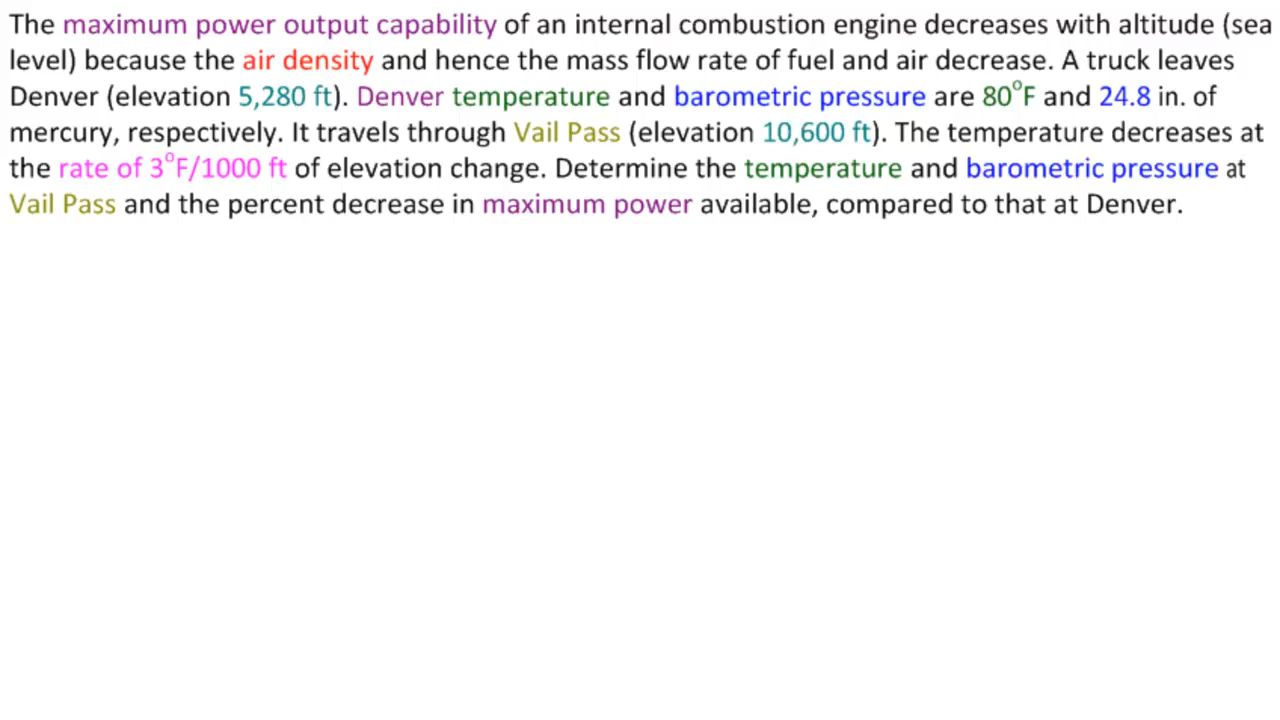 The maximum power output capability of an internal combustion engine decreases with altitude (sea
level) because the air density and hence the mass flow rate of fuel and air decrease. A truck leaves
Denver (elevation 5,280 ft). Denver temperature and barometric pressure are 80°F and 24.8 in. of
mercury, respectively. It travels through Vail Pass (elevation 10,600 ft). The temperature decreases at
the rate of 3°F/1000 ft of elevation change. Determine the temperature and barometric pressure at
Vail Pass and the percent decrease in maximum power available, compared to that at Denver.